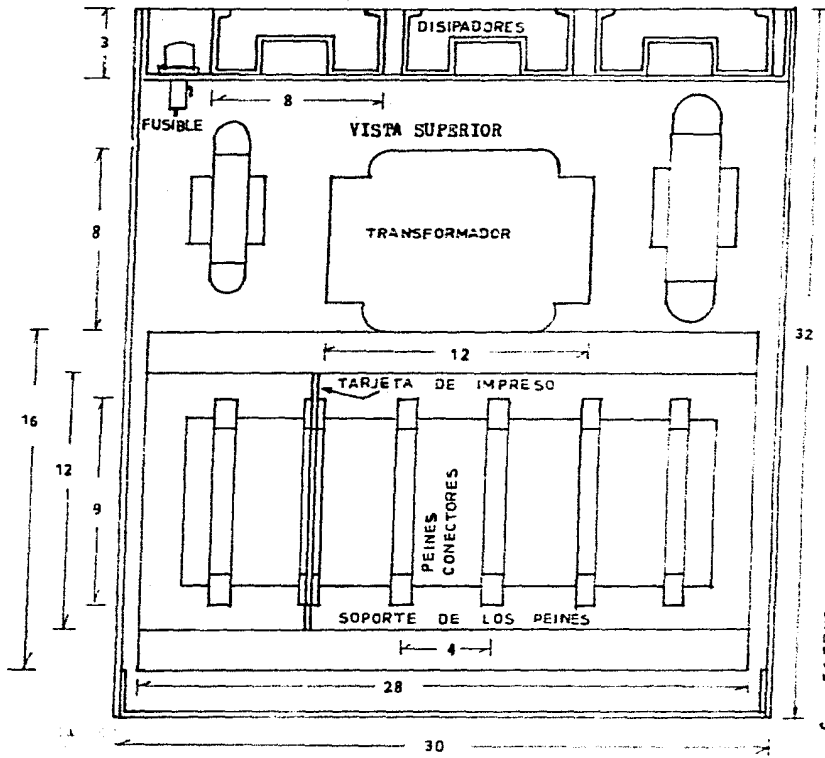 DISIPADORES
3
8
FUSIBLE
VISTA SUPERIOR
8
TRANSFORMADOR
32
12
TARJETA DE IMPRESO
16
12
9
PEINES
CONECTORES
SOPORTE DE LOS PEINES
4
28
30